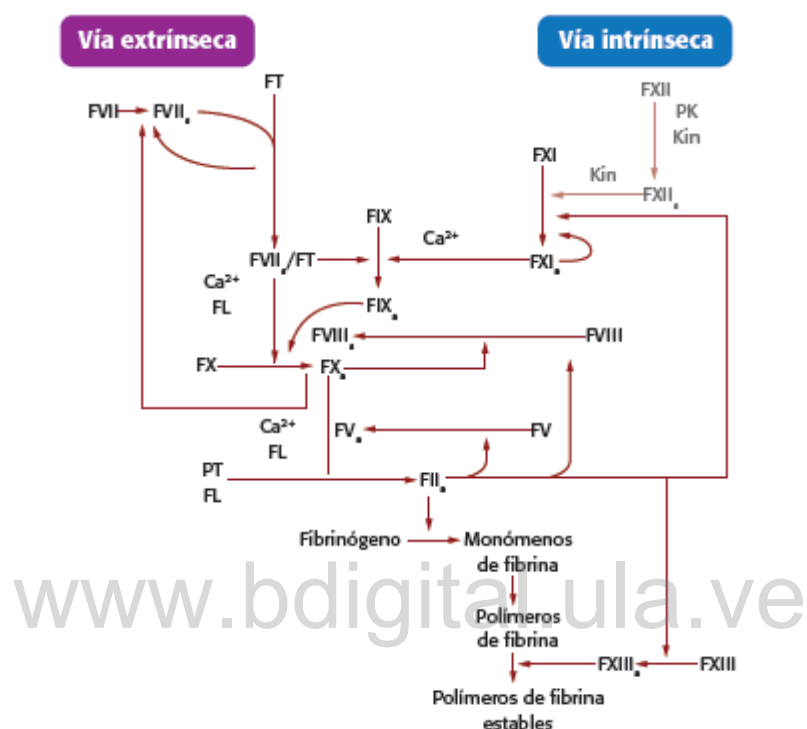 Vía extrínseca
Vía intrínseca
FT
FXII
FVII
FVIIa
PK
Kin
FXI
Kin
FXIIa
FIX
Ca²⁺
FVIIa/FT
FXIa
Ca²⁺
FL
FIXa
FVIIIa
FVIII
FX
FXa
Ca²⁺
FL
FVa
FV
PT
FL
FIIa
Fibrinógeno
Monómenos
de fibrina
www.bdigital.ula.ve
Polímeros
de fibrina
FXIIIa
FXIII
Polímeros de fibrina
estables